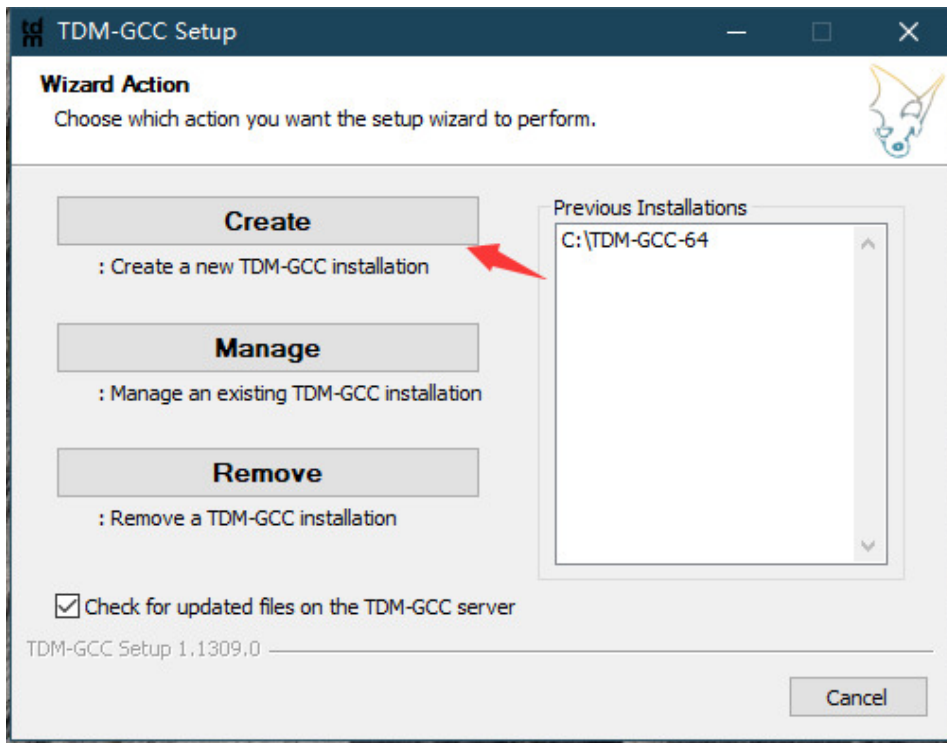 tdm
TDM-GCC Setup
Wizard Action
Choose which action you want the setup wizard to perform.
Create
: Create a new TDM-GCC installation
Manage
: Manage an existing TDM-GCC installation
Remove
: Remove a TDM-GCC installation
Previous Installations
C:\TDM-GCC-64
Check for updated files on the TDM-GCC server
TDM-GCC Setup 1.1309.0
Cancel